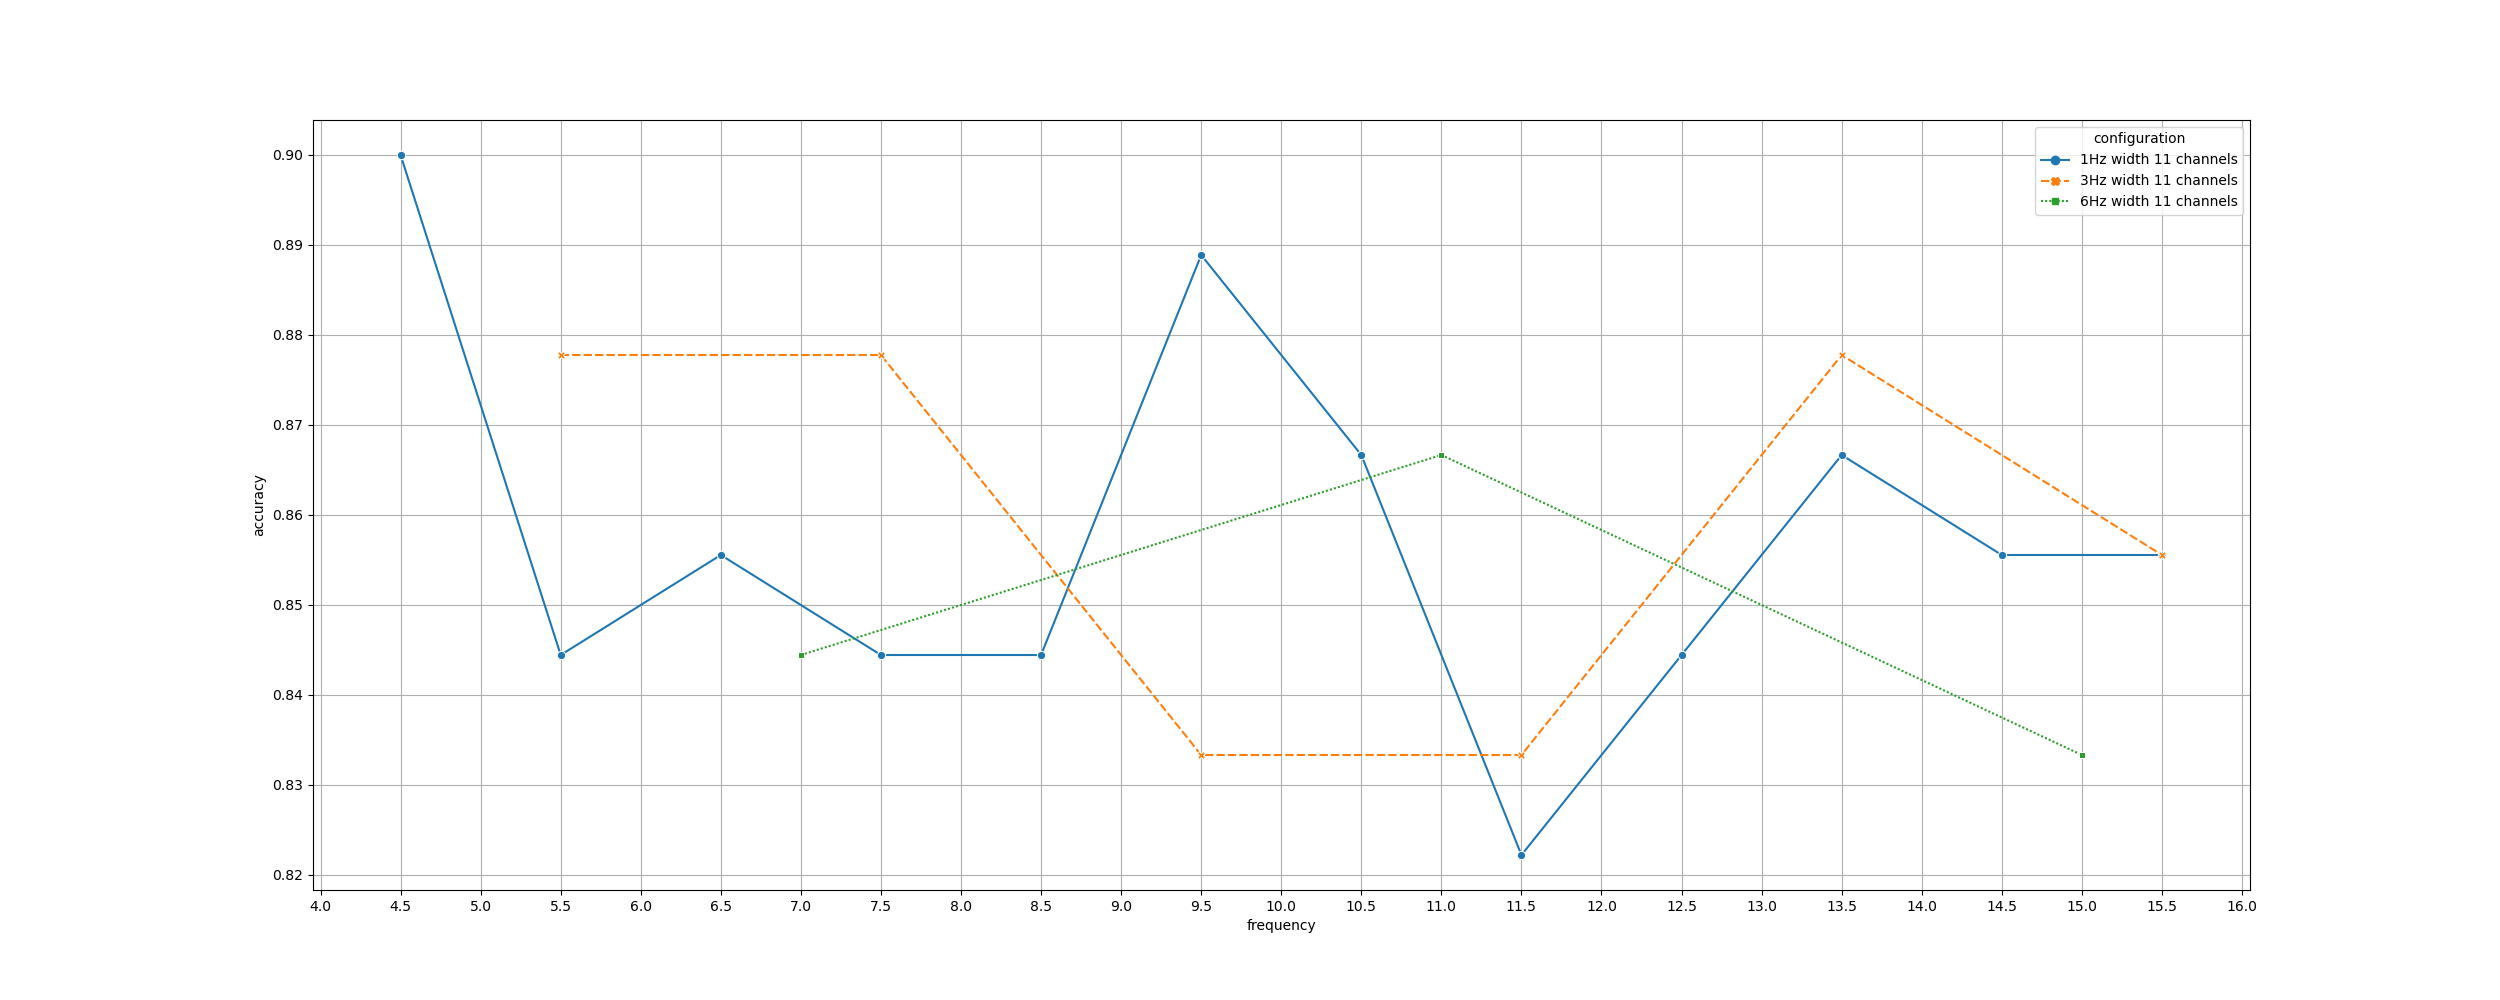 configuration
1Hz width 11 channels
3Hz width 11 channels
6Hz width 11 channels
0.90
0.89
0.88
0.87
0.86
0.85
0.84
0.83
0.82
accuracy
4.0 4.5 5.0 5.5 6.0 6.5 7.0 7.5 8.0 8.5 9.0 9.5 10.0 10.5 11.0 11.5 12.0 12.5 13.0 13.5 14.0 14.5 15.0 15.5 16.0
frequency